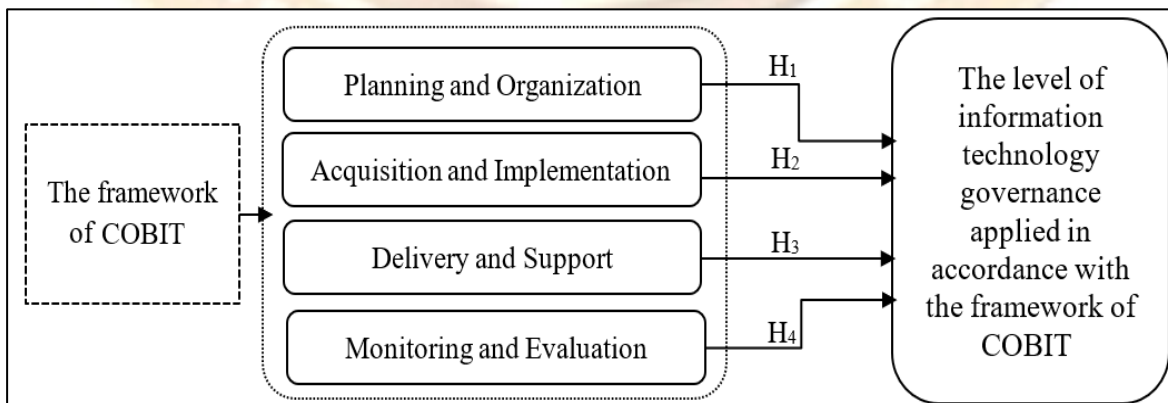 The framework
of COBIT
Planning and Organization
Acquisition and Implementation
Delivery and Support
Monitoring and Evaluation
H1
H2
H3
H4
The level of
information
technology
governance
applied in
accordance with
the framework of
COBIT